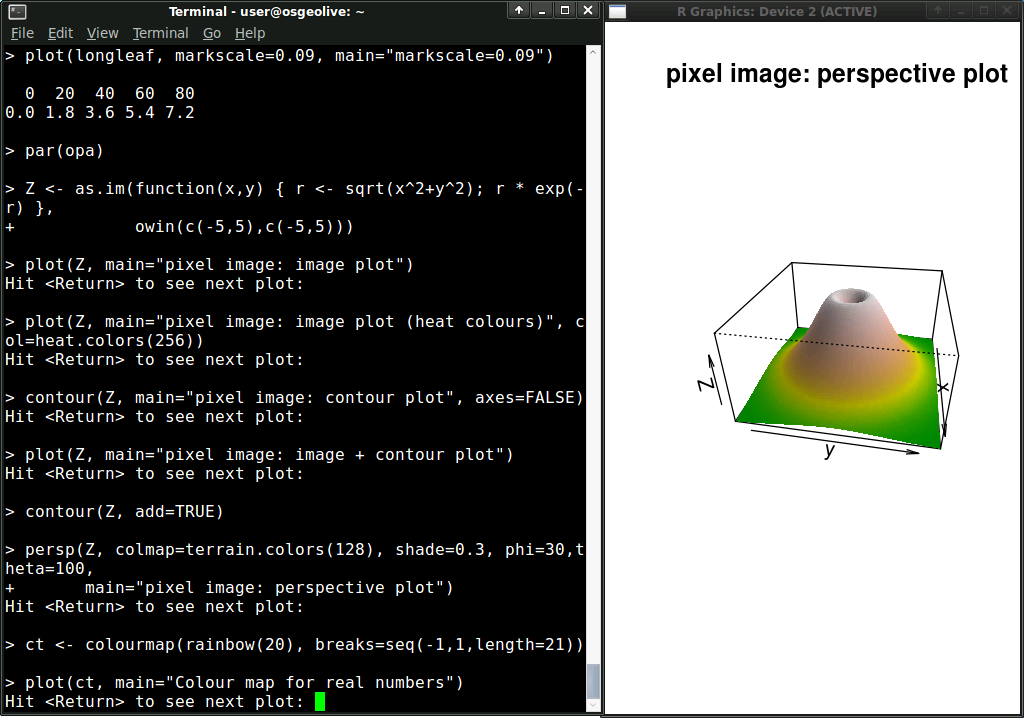 Terminal - user@osgeolive: ~
File Edit View Terminal Go Help
> plot(longleaf, markscale=0.09, main="markscale=0.09")
  0  20  40  60  80
0.0 1.8 3.6 5.4 7.2
> par(opa)
> Z <- as.im(function(x,y) { r <- sqrt(x^2+y^2); r * exp(-
r) },
+            owin(c(-5,5),c(-5,5)))
> plot(Z, main="pixel image: image plot")
Hit <Return> to see next plot:
> plot(Z, main="pixel image: image plot (heat colours)", c
ol=heat.colors(256))
Hit <Return> to see next plot:
> contour(Z, main="pixel image: contour plot", axes=FALSE)
Hit <Return> to see next plot:
> plot(Z, main="pixel image: image + contour plot")
Hit <Return> to see next plot:
> contour(Z, add=TRUE)
> persp(Z, colmap=terrain.colors(128), shade=0.3, phi=30,t
heta=100,
+       main="pixel image: perspective plot")
Hit <Return> to see next plot:
> ct <- colourmap(rainbow(20), breaks=seq(-1,1,length=21))
> plot(ct, main="Colour map for real numbers")
Hit <Return> to see next plot:
R Graphics: Device 2 (ACTIVE)
pixel image: perspective plot
Z
x
y